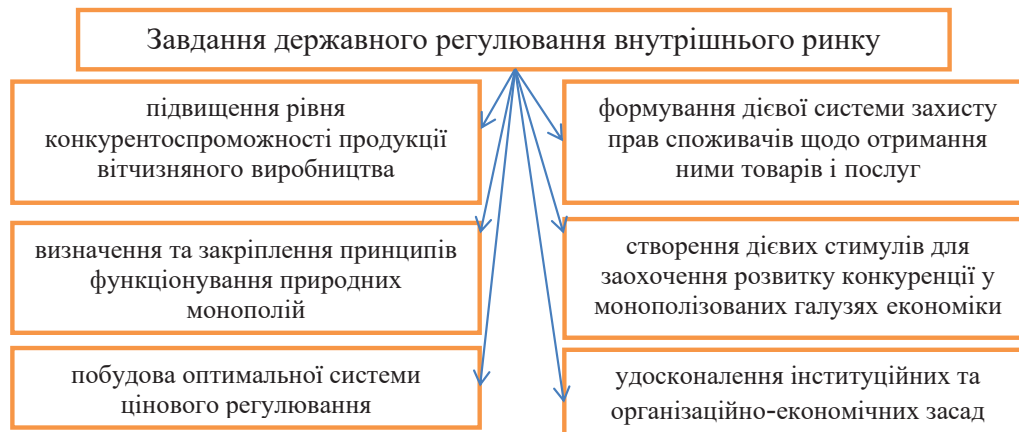 Завдання державного регулювання внутрішнього ринку
підвищення рівня
конкурентоспроможності продукції
вітчизняного виробництва
формування дієвої системи захисту
прав споживачів щодо отримання
ними товарів і послуг
визначення та закріплення принципів
функціонування природних
монополій
створення дієвих стимулів для
заохочення розвитку конкуренції у
монополізованих галузях економіки
побудова оптимальної системи
цінового регулювання
удосконалення інституційних та
організаційно-економічних засад